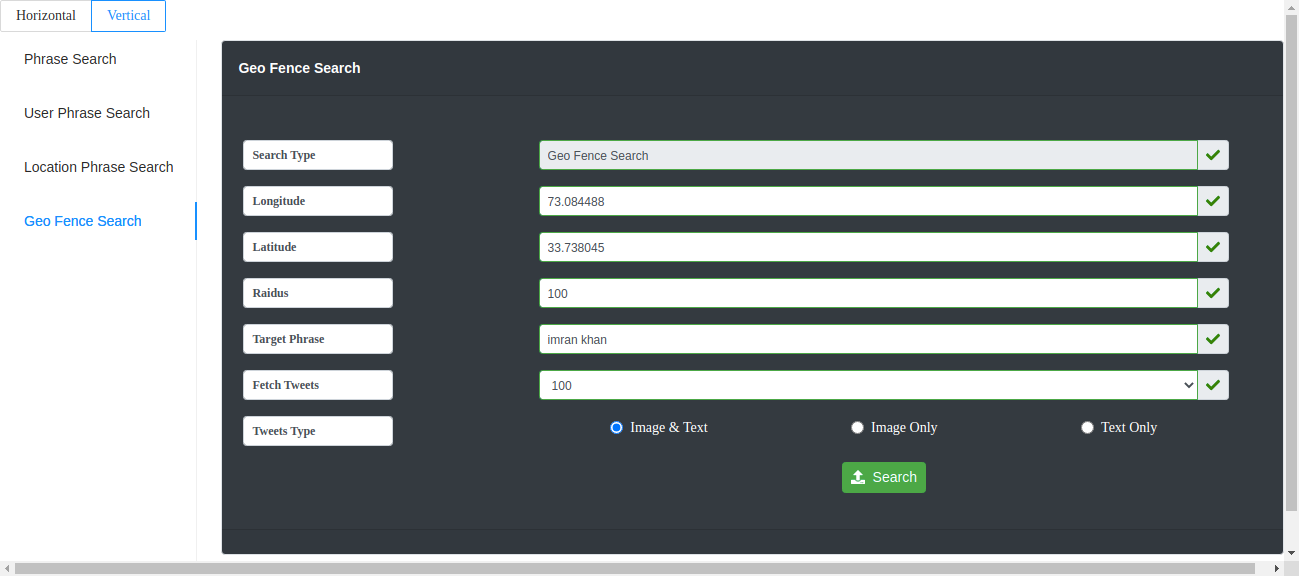 Horizontal Vertical
Phrase Search
User Phrase Search
Location Phrase Search
Geo Fence Search
Geo Fence Search
Search Type Geo Fence Search
Longitude 73.084488
Latitude 33.738045
Raidus 100
Target Phrase imran khan
Fetch Tweets 100
Tweets Type Image & Text Image Only Text Only
Search